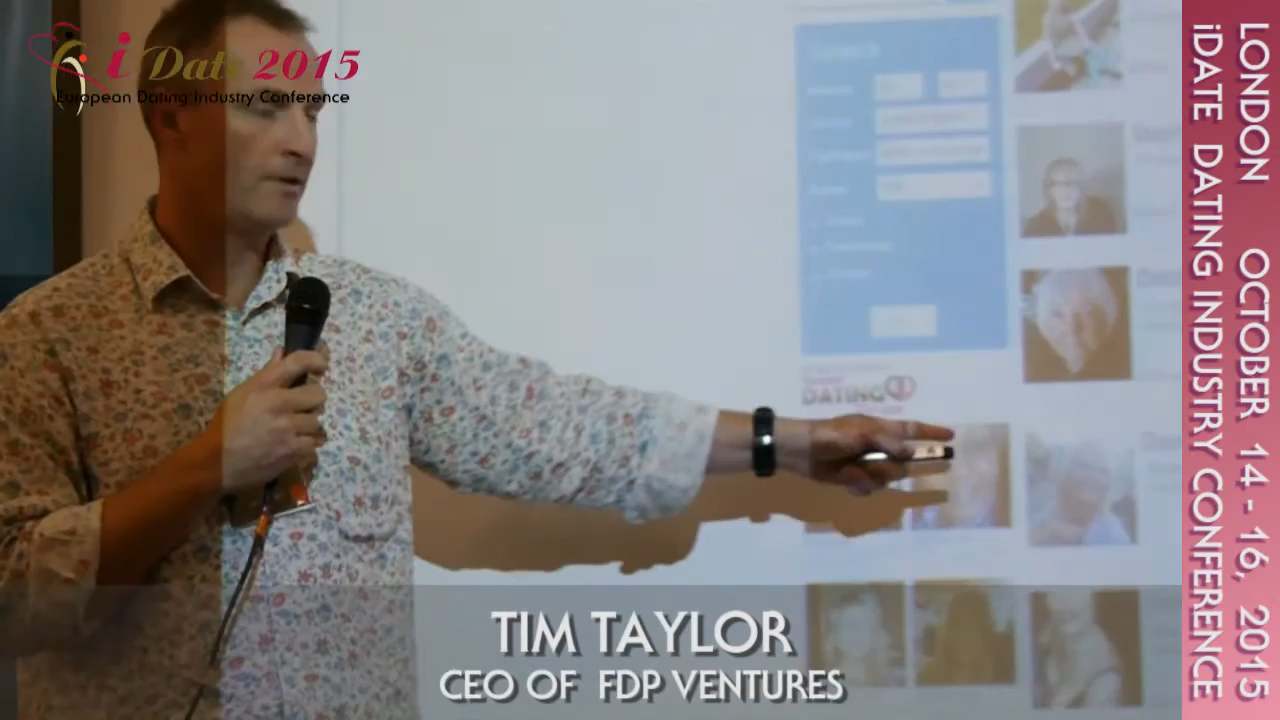 i Date 2015
European Dating Industry Conference
DATING
TIM TAYLOR
CEO OF FDP VENTURES
LONDON OCTOBER 14 - 16, 2015
iDATE DATING INDUSTRY CONFERENCE